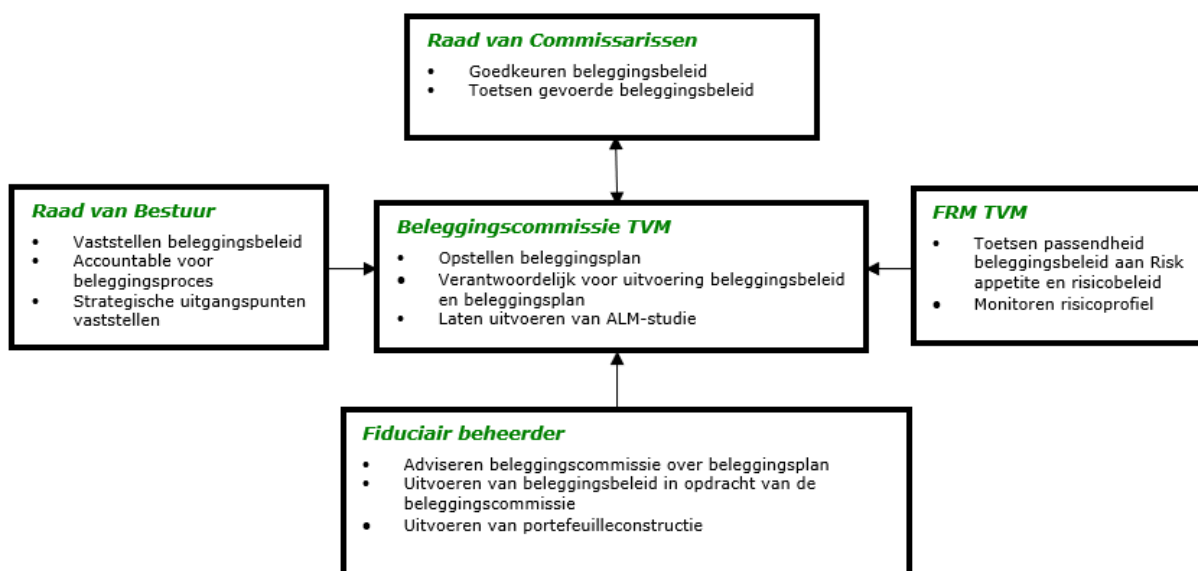 Raad van Commissarissen
• Goedkeuren beleggingsbeleid
• Toetsen gevoerde beleggingsbeleid
Raad van Bestuur
• Vaststellen beleggingsbeleid
• Accountable voor
beleggingsproces
• Strategische uitgangspunten
vaststellen
Beleggingscommissie TVM
• Opstellen beleggingsplan
• Verantwoordelijk voor uitvoering beleggingsbeleid
en beleggingsplan
• Laten uitvoeren van ALM-studie
FRM TVM
• Toetsen passendheid
beleggingsbeleid aan Risk
appetite en risicobeleid
• Monitoren risicoprofiel
Fiduciair beheerder
• Adviseren beleggingscommissie over beleggingsplan
• Uitvoeren van beleggingsbeleid in opdracht van de
beleggingscommissie
• Uitvoeren van portefeuilleconstructie